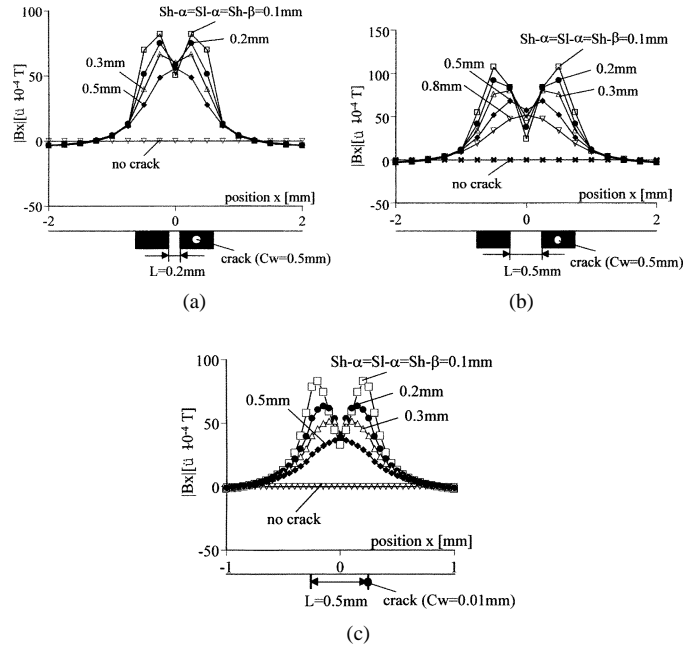 Sh-α=Sl-α=Sh-β=0.1mm
100
0.2mm
0.3mm
50
0.5mm
|Bx|[ü 10⁻⁴ T]
0
no crack
position x [mm]
-50
-2 0 2
crack (Cw=0.5mm)
L=0.2mm
(a)
150
Sh-α=Sl-α=Sh-β=0.1mm
100
0.5mm
0.2mm
0.8mm
0.3mm
50
|Bx|[ü 10⁻⁴ T]
0
no crack
position x [mm]
-50
-2 0 2
crack (Cw=0.5mm)
L=0.5mm
(b)
100
Sh-α=Sl-α=Sh-β=0.1mm
0.2mm
0.5mm
0.3mm
50
|Bx|[ü 10⁻⁴ T]
0
no crack
position x [mm]
-50
-1 0 1
L=0.5mm
crack (Cw=0.01mm)
(c)